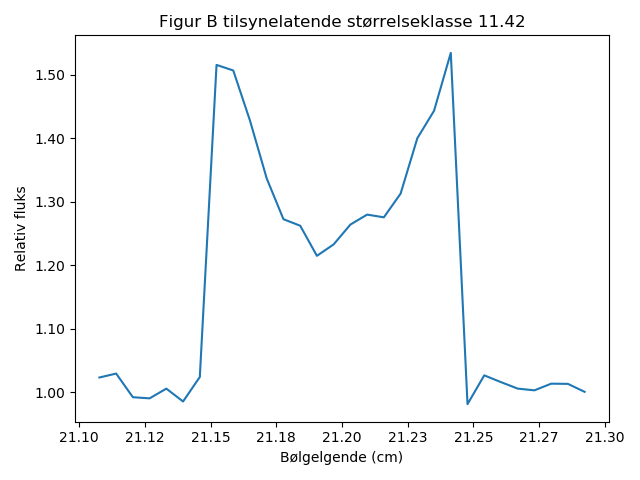 Figur B tilsynelatende størrelseklasse 11.42
Relativ fluks
1.50
1.40
1.30
1.20
1.10
1.00
21.10 21.12 21.15 21.18 21.20 21.23 21.25 21.27 21.30
Bølgelgende (cm)